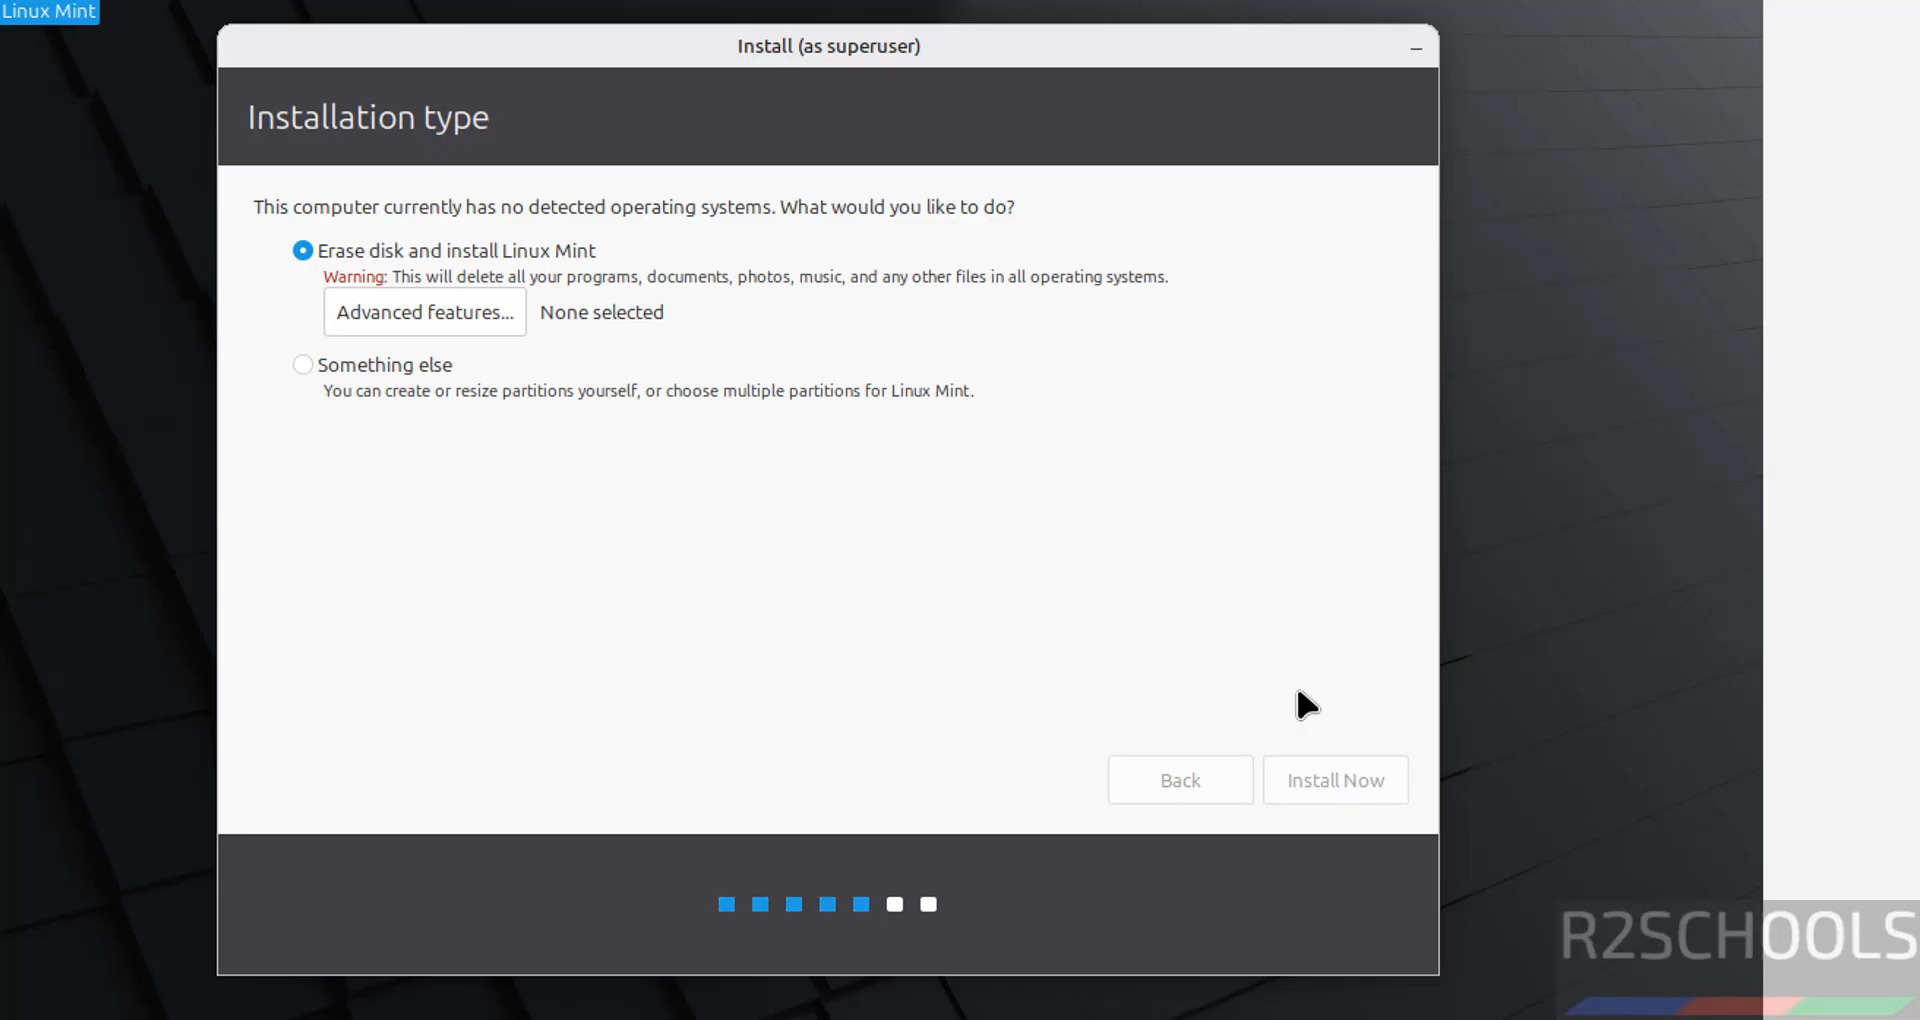 Linux Mint
Install (as superuser)
Installation type
This computer currently has no detected operating systems. What would you like to do?
Erase disk and install Linux Mint
Warning: This will delete all your programs, documents, photos, music, and any other files in all operating systems.
Advanced features... None selected
Something else
You can create or resize partitions yourself, or choose multiple partitions for Linux Mint.
Back Install Now
R2SCHOOLS